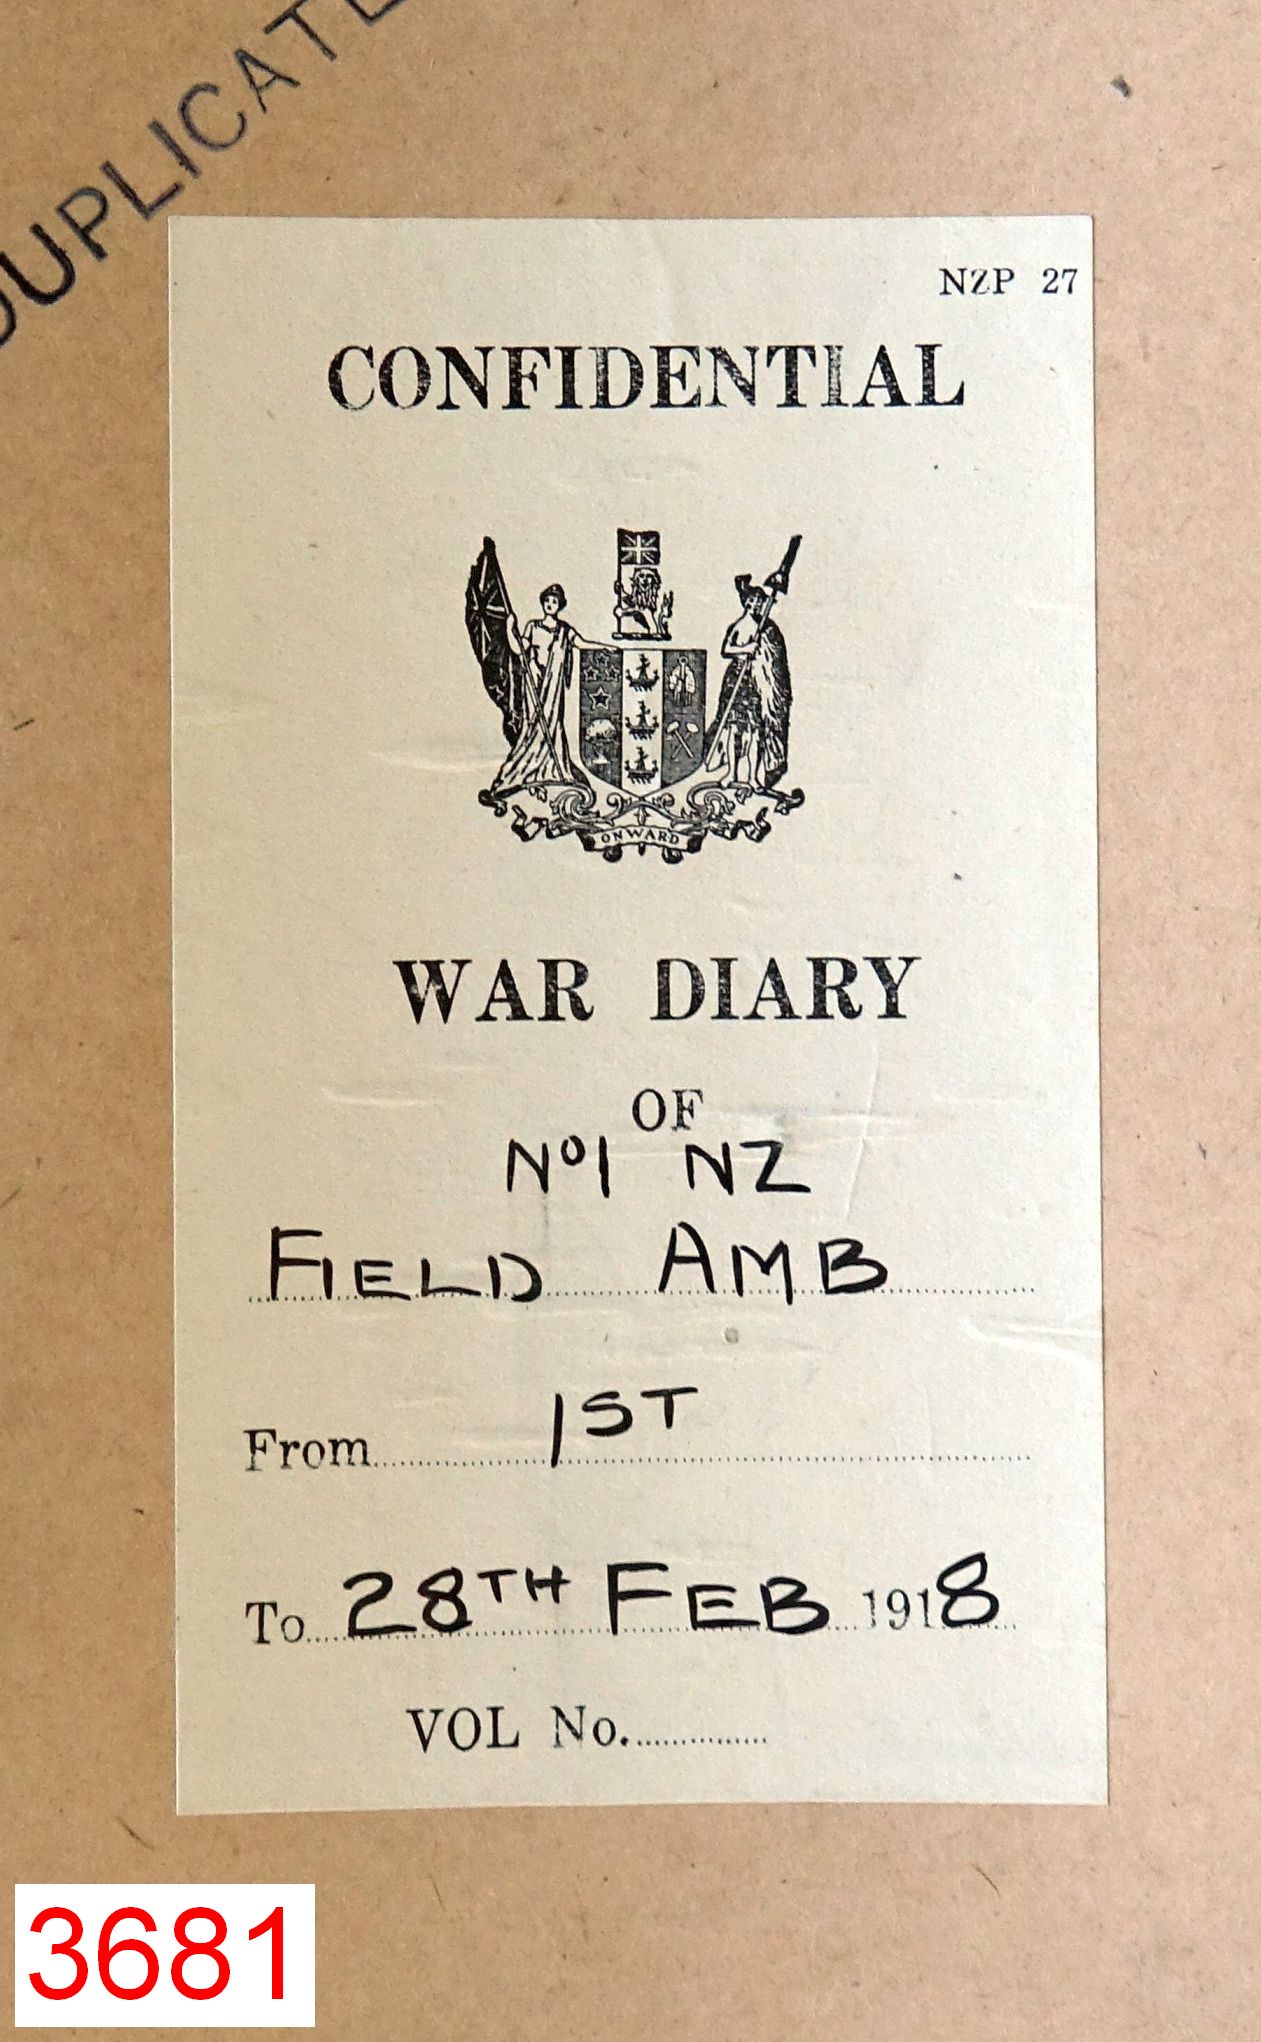 DUPLICATE
NZP 27
CONFIDENTIAL
ONWARD
WAR DIARY
OF
Nº1 NZ
FIELD AMB
From 1ST
To 28TH FEB 1918
VOL No.
3681